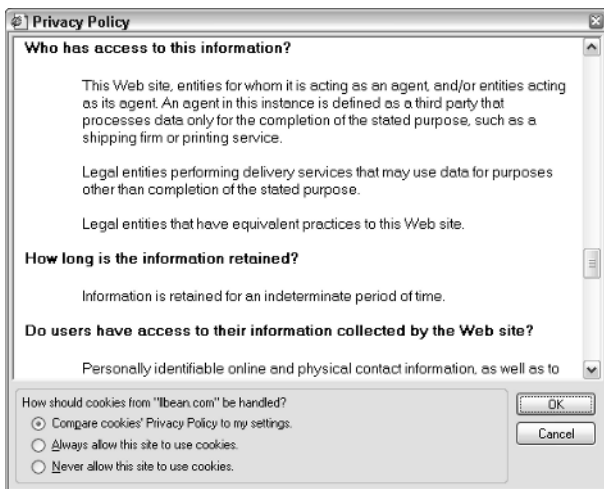 Privacy Policy
Who has access to this information?
This Web site, entities for whom it is acting as an agent, and/or entities acting
as its agent. An agent in this instance is defined as a third party that
processes data only for the completion of the stated purpose, such as a
shipping firm or printing service.
Legal entities performing delivery services that may use data for purposes
other than completion of the stated purpose.
Legal entities that have equivalent practices to this Web site.
How long is the information retained?
Information is retained for an indeterminate period of time.
Do users have access to their information collected by the Web site?
Personally identifiable online and physical contact information, as well as to
How should cookies from "llbean.com" be handled?
Compare cookies' Privacy Policy to my settings.
Always allow this site to use cookies.
Never allow this site to use cookies.
OK
Cancel